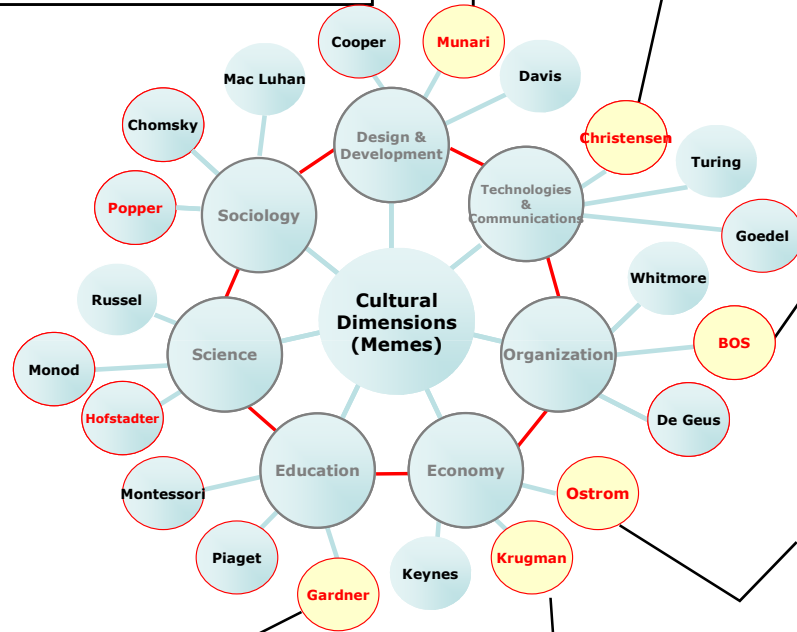 Cooper
Munari
Mac Luhan
Davis
Chomsky
Design &
Development
Christensen
Turing
Technologies
&
Communications
Popper
Sociology
Goedel
Whitmore
Russel
Cultural
Dimensions
(Memes)
Science
Organization
BOS
Monod
Hofstadter
De Geus
Education
Economy
Montessori
Ostrom
Piaget
Keynes
Krugman
Gardner